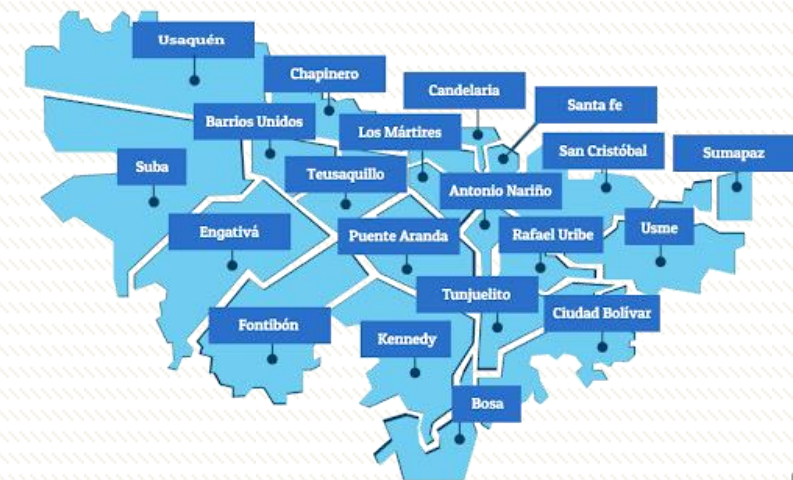 Usaquén
Chapinero
Candelaria
Santa fe
Barrios Unidos
Los Mártires
San Cristóbal
Sumapaz
Suba
Teusaquillo
Antonio Nariño
Engativá
Puente Aranda
Rafael Uribe
Usme
Tunjuelito
Ciudad Bolívar
Fontibón
Kennedy
Bosa